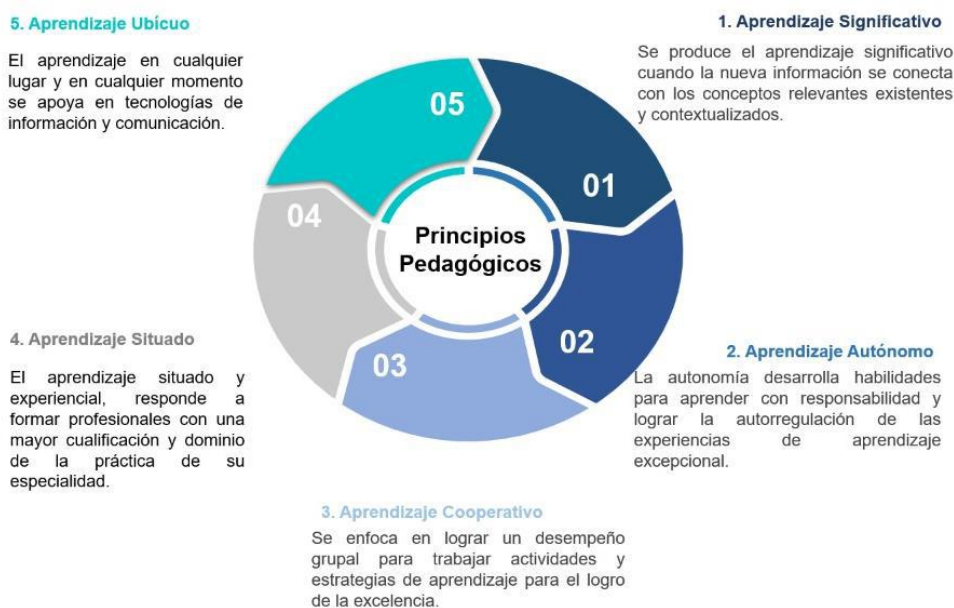 5. Aprendizaje Ubícuo
El aprendizaje en cualquier
lugar y en cualquier momento
se apoya en tecnologías de
información y comunicación.
1. Aprendizaje Significativo
Se produce el aprendizaje significativo
cuando la nueva información se conecta
con los conceptos relevantes existentes
y contextualizados.
05
01
04
Principios
Pedagógicos
02
03
4. Aprendizaje Situado
El aprendizaje situado y
experiencial, responde a
formar profesionales con una
mayor cualificación y dominio
de la práctica de su
especialidad.
2. Aprendizaje Autónomo
La autonomía desarrolla habilidades
para aprender con responsabilidad y
lograr la autorregulación de las
experiencias de aprendizaje
excepcional.
3. Aprendizaje Cooperativo
Se enfoca en lograr un desempeño
grupal para trabajar actividades y
estrategias de aprendizaje para el logro
de la excelencia.